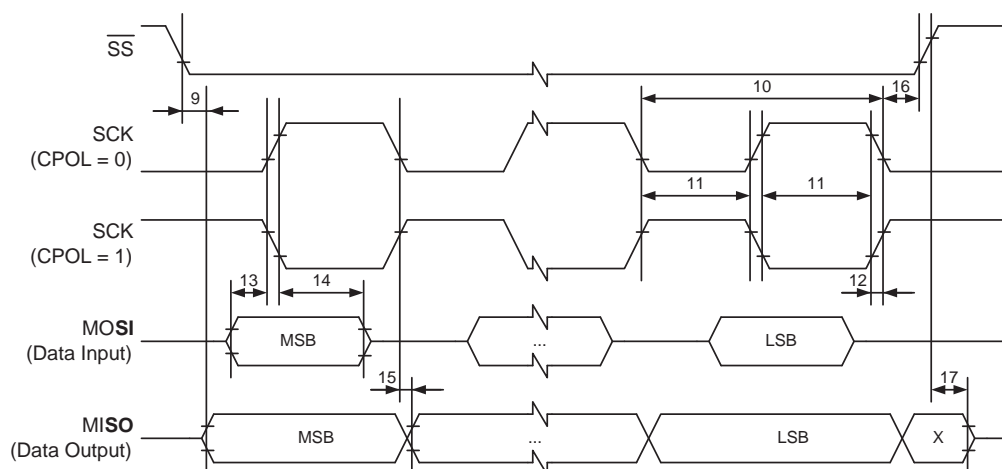 SS
9
10
16
SCK
(CPOL = 0)
11
11
SCK
(CPOL = 1)
13
14
12
MOSI
(Data Input)
MSB
...
LSB
15
17
MISO
(Data Output)
MSB
...
LSB
X